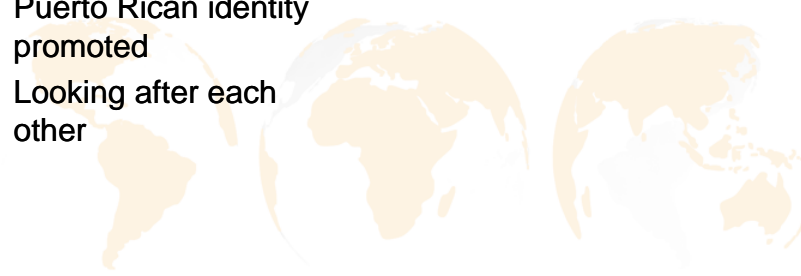 Puerto Rican identity
promoted
Looking after each
other